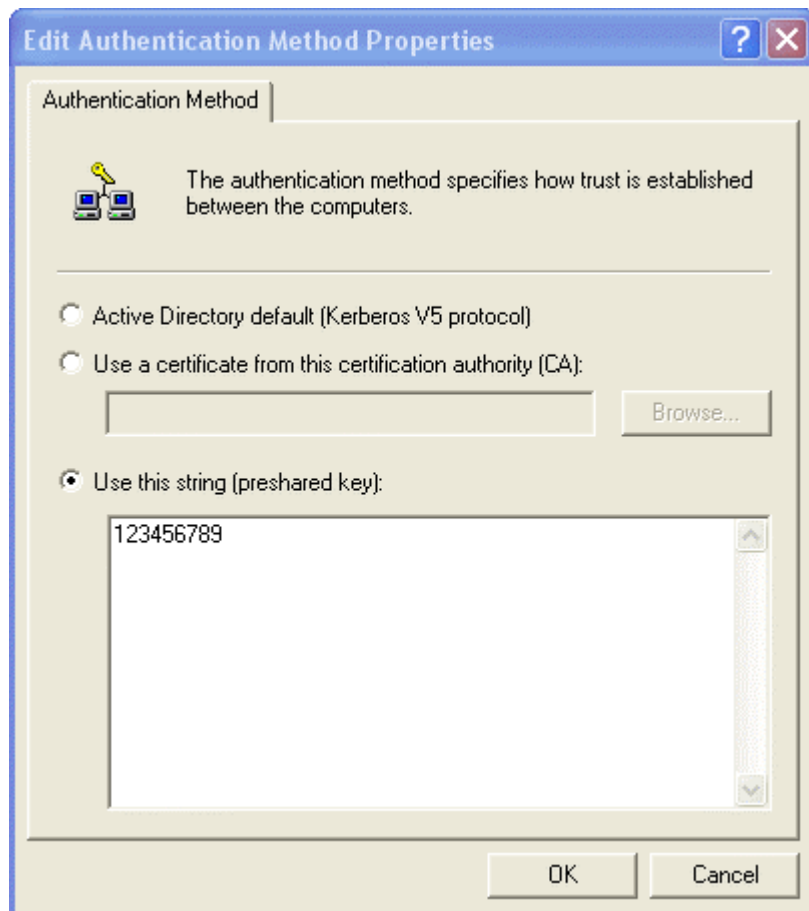 Edit Authentication Method Properties
Authentication Method
The authentication method specifies how trust is established
between the computers.
Active Directory default (Kerberos V5 protocol)
Use a certificate from this certification authority (CA):
Browse...
Use this string (preshared key):
123456789
OK Cancel